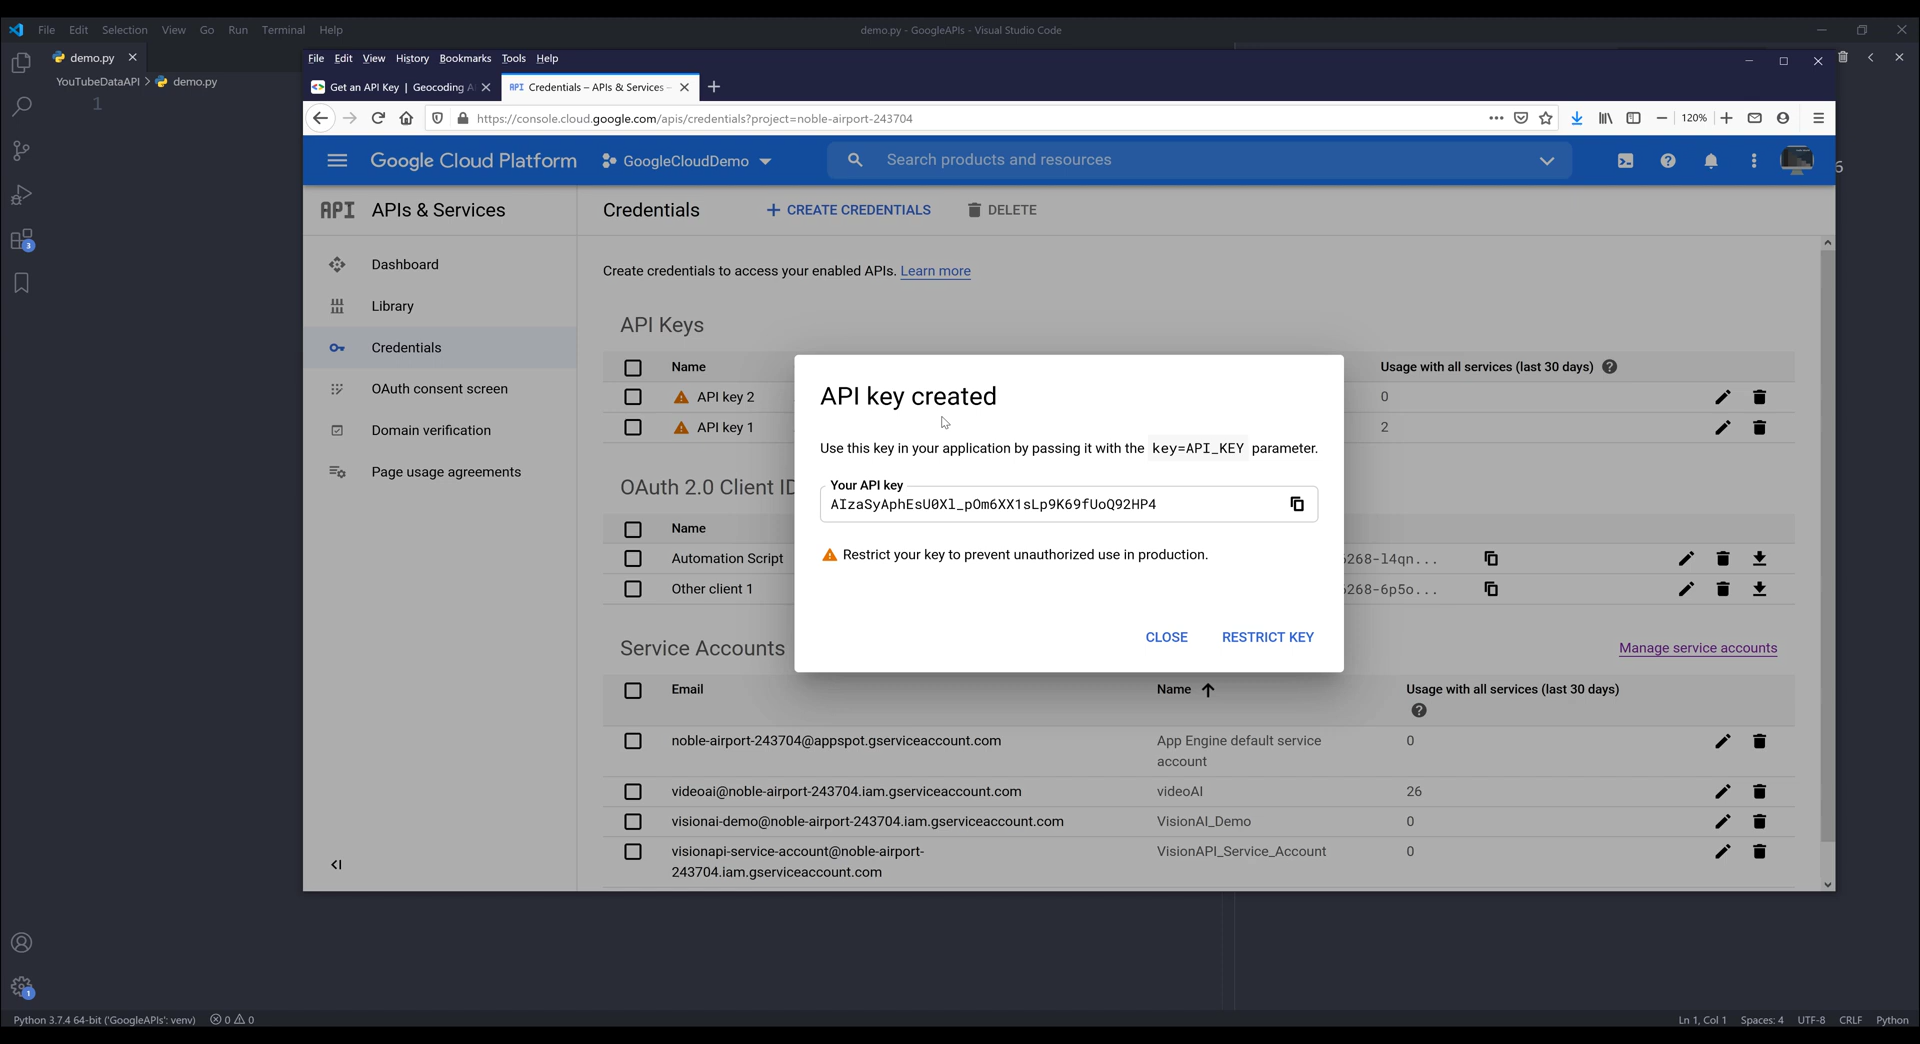 File Edit Selection View Go Run Terminal Help
demo.py - GoogleAPIs - Visual Studio Code
demo.py
YouTubeDataAPI > demo.py
1
File Edit View History Bookmarks Tools Help
Get an API Key | Geocoding A
API Credentials – APIs & Services –
https://console.cloud.google.com/apis/credentials?project=noble-airport-243704
120%
Google Cloud Platform
GoogleCloudDemo
Search products and resources
6
API APIs & Services
Credentials
+ CREATE CREDENTIALS
DELETE
Dashboard
Library
Credentials
OAuth consent screen
Domain verification
Page usage agreements
Create credentials to access your enabled APIs. Learn more
API Keys
Name
Usage with all services (last 30 days)
API key 2
0
API key 1
2
OAuth 2.0 Client ID
Name
Automation Script
6268-l4qn...
Other client 1
6268-6p5o...
API key created
Use this key in your application by passing it with the key=API_KEY parameter.
Your API key
AIzaSyAphEsU0Xl_pOm6XX1sLp9K69fUoQ92HP4
Restrict your key to prevent unauthorized use in production.
CLOSE
RESTRICT KEY
Service Accounts
Manage service accounts
Email
Name
Usage with all services (last 30 days)
noble-airport-243704@appspot.gserviceaccount.com
App Engine default service
account
0
videoai@noble-airport-243704.iam.gserviceaccount.com
videoAI
26
visionai-demo@noble-airport-243704.iam.gserviceaccount.com
VisionAI_Demo
0
visionapi-service-account@noble-airport-
243704.iam.gserviceaccount.com
VisionAPI_Service_Account
0
3
1
Python 3.7.4 64-bit ('GoogleAPIs': venv)
0
0
Ln 1, Col 1
Spaces: 4
UTF-8
CRLF
Python